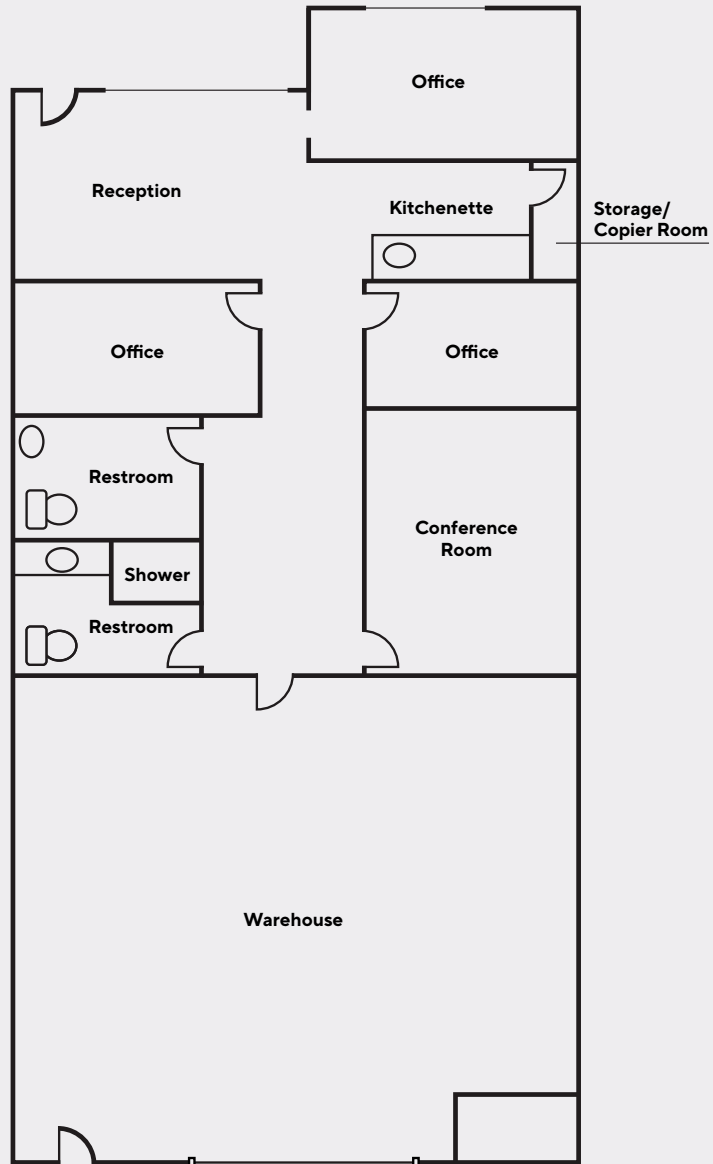 Office
Reception
Kitchenette
Storage/
Copier Room
Office
Office
Restroom
Conference
Room
Shower
Restroom
Warehouse